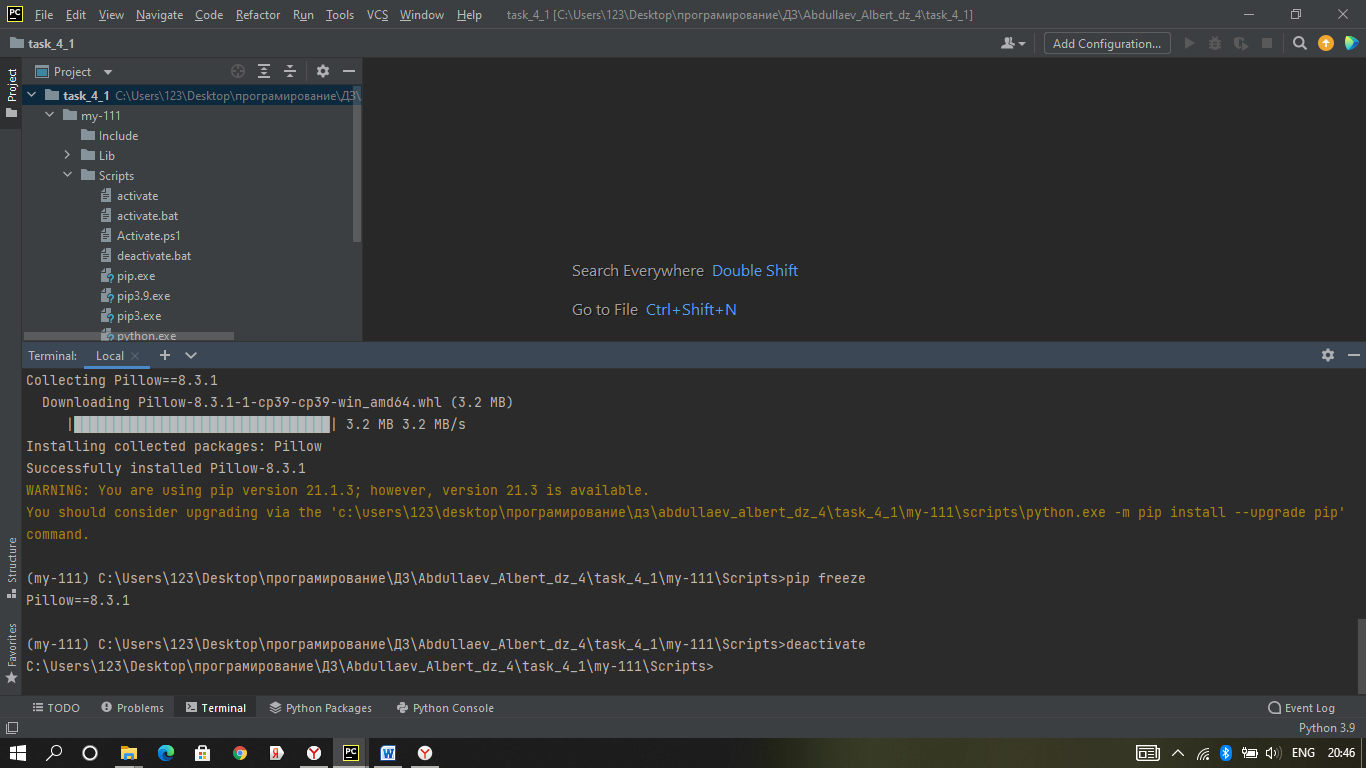 PC File Edit View Navigate Code Refactor Run Tools VCS Window Help task_4_1 [C:\Users\123\Desktop\програмирование\ДЗ\Abdullaev_Albert_dz_4\task_4_1]
task_4_1 Add Configuration...
Project
Project
task_4_1 C:\Users\123\Desktop\програмирование\ДЗ\
my-111
Include
Lib
Scripts
activate
activate.bat
Activate.ps1
deactivate.bat
pip.exe
pip3.9.exe
pip3.exe
python.exe
Search Everywhere Double Shift
Go to File Ctrl+Shift+N
Terminal: Local
Collecting Pillow==8.3.1
Downloading Pillow-8.3.1-1-cp39-cp39-win_amd64.whl (3.2 MB)
| | 3.2 MB 3.2 MB/s
Installing collected packages: Pillow
Successfully installed Pillow-8.3.1
WARNING: You are using pip version 21.1.3; however, version 21.3 is available.
You should consider upgrading via the 'c:\users\123\desktop\програмирование\дз\abdullaev_albert_dz_4\task_4_1\my-111\scripts\python.exe -m pip install --upgrade pip'
command.
(my-111) C:\Users\123\Desktop\програмирование\ДЗ\Abdullaev_Albert_dz_4\task_4_1\my-111\Scripts>pip freeze
Pillow==8.3.1
(my-111) C:\Users\123\Desktop\програмирование\ДЗ\Abdullaev_Albert_dz_4\task_4_1\my-111\Scripts>deactivate
C:\Users\123\Desktop\програмирование\ДЗ\Abdullaev_Albert_dz_4\task_4_1\my-111\Scripts>
Structure
Favorites
TODO Problems Terminal Python Packages Python Console Event Log
Python 3.9
Я Y PC W Y ENG 20:46